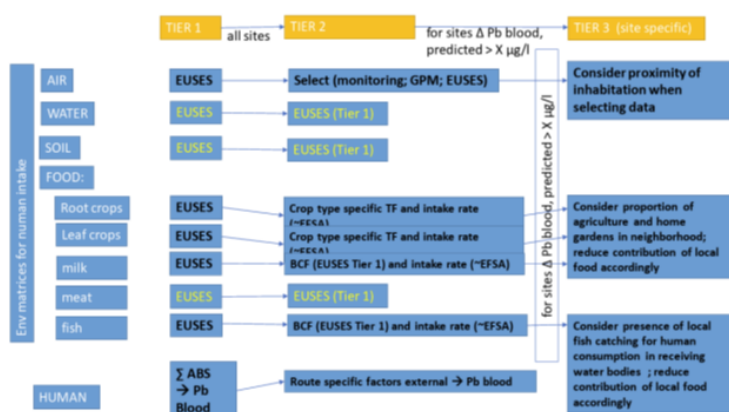 TIER 1
all sites
TIER 2
for sites Δ Pb blood,
predicted > X µg/l
TIER 3 (site specific)
Env matrices for human intake
AIR
EUSES
Select (monitoring; GPM; EUSES)
Consider proximity of
inhabitation when
selecting data
WATER
EUSES
EUSES (Tier 1)
SOIL
EUSES
EUSES (Tier 1)
FOOD:
Root crops
EUSES
Crop type specific TF and intake rate
(~EFSA)
Leaf crops
EUSES
Crop type specific TF and intake rate
(~EFSA)
milk
EUSES
BCF (EUSES Tier 1) and intake rate (~EFSA)
Consider proportion of
agriculture and home
gardens in neighborhood;
reduce contribution of local
food accordingly
meat
EUSES
EUSES (Tier 1)
fish
EUSES
BCF (EUSES Tier 1) and intake rate (~EFSA)
Consider presence of local
fish catching for human
consumption in receiving
water bodies ; reduce
contribution of local food
accordingly
for sites Δ Pb blood, predicted > X µg/l
HUMAN
∑ ABS
→ Pb
Blood
Route specific factors external → Pb blood